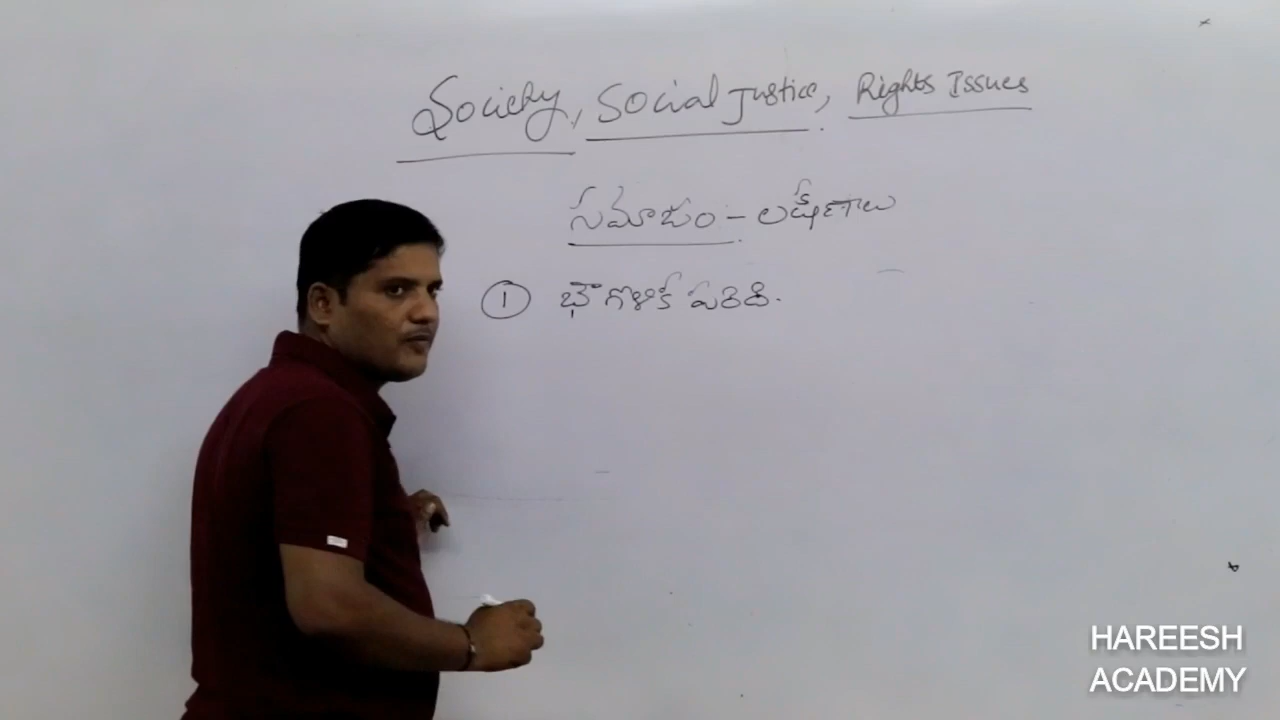 Society, Social Justice, Rights Issues
సమాజం - లక్షణాలు
① భౌగోళిక పరిధి.
HAREESH
ACADEMY